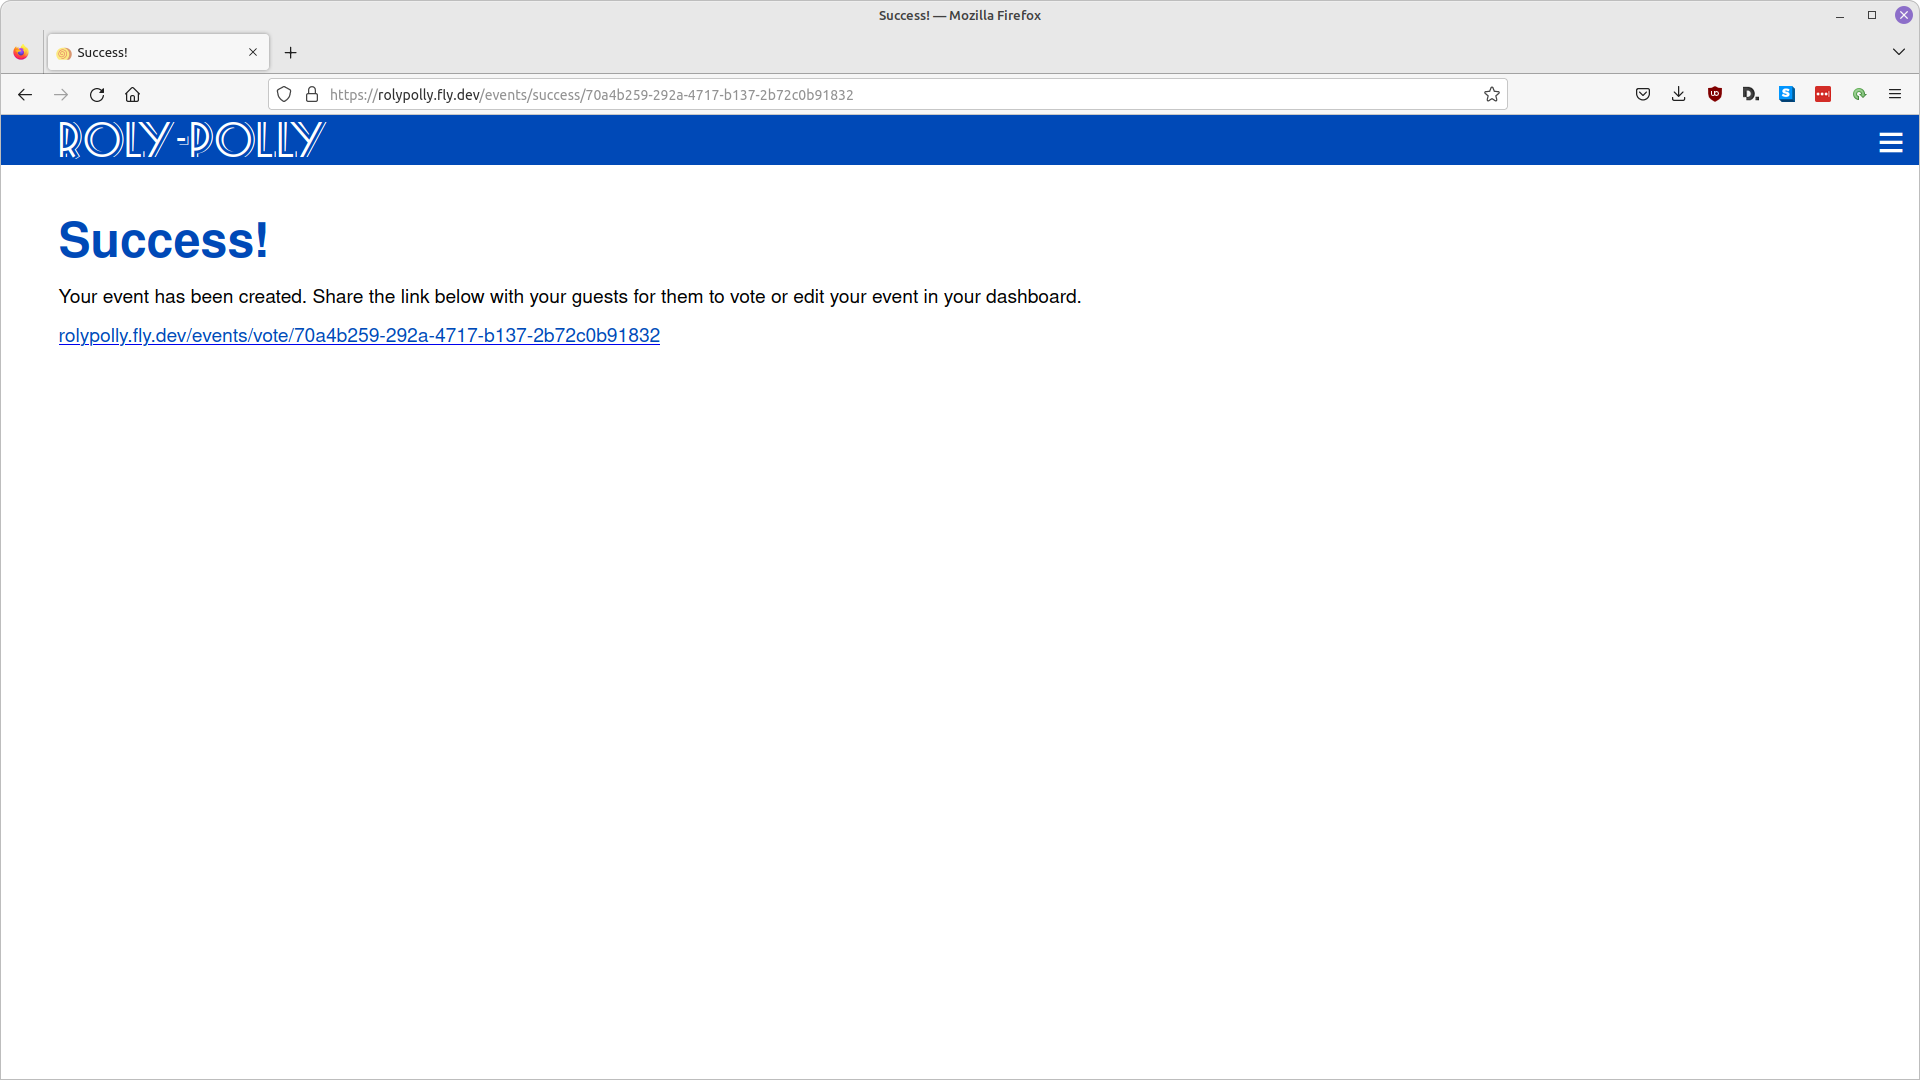 Success! — Mozilla Firefox
Success!
https://rolypolly.fly.dev/events/success/70a4b259-292a-4717-b137-2b72c0b91832
ROLY-POLLY
Success!
Your event has been created. Share the link below with your guests for them to vote or edit your event in your dashboard.
rolypolly.fly.dev/events/vote/70a4b259-292a-4717-b137-2b72c0b91832